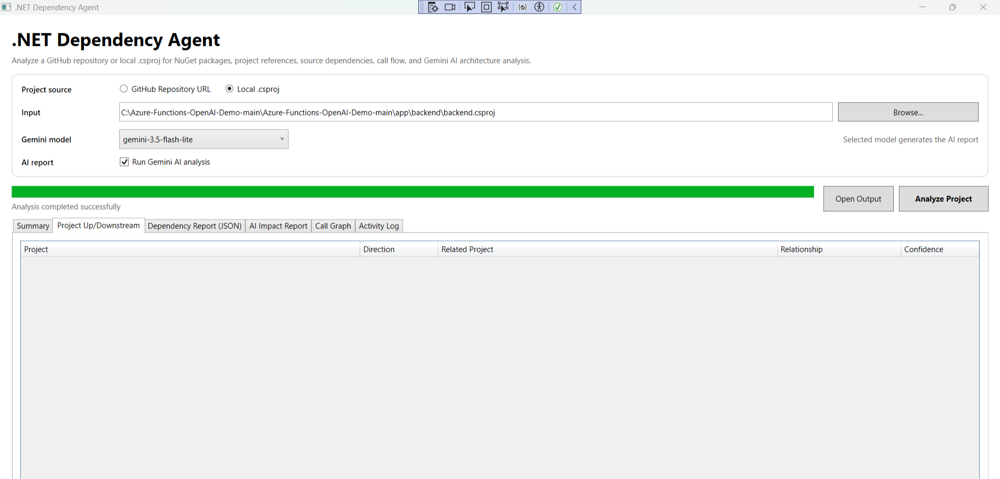 .NET Dependency Agent
.NET Dependency Agent
Analyze a GitHub repository or local .csproj for NuGet packages, project references, source dependencies, call flow, and Gemini AI architecture analysis.
Project source GitHub Repository URL Local .csproj
Input C:\Azure-Functions-OpenAI-Demo-main\Azure-Functions-OpenAI-Demo-main\app\backend\backend.csproj Browse...
Gemini model gemini-3.5-flash-lite Selected model generates the AI report
AI report Run Gemini AI analysis
Open Output Analyze Project
Analysis completed successfully
Summary Project Up/Downstream Dependency Report (JSON) AI Impact Report Call Graph Activity Log
Project Direction Related Project Relationship Confidence